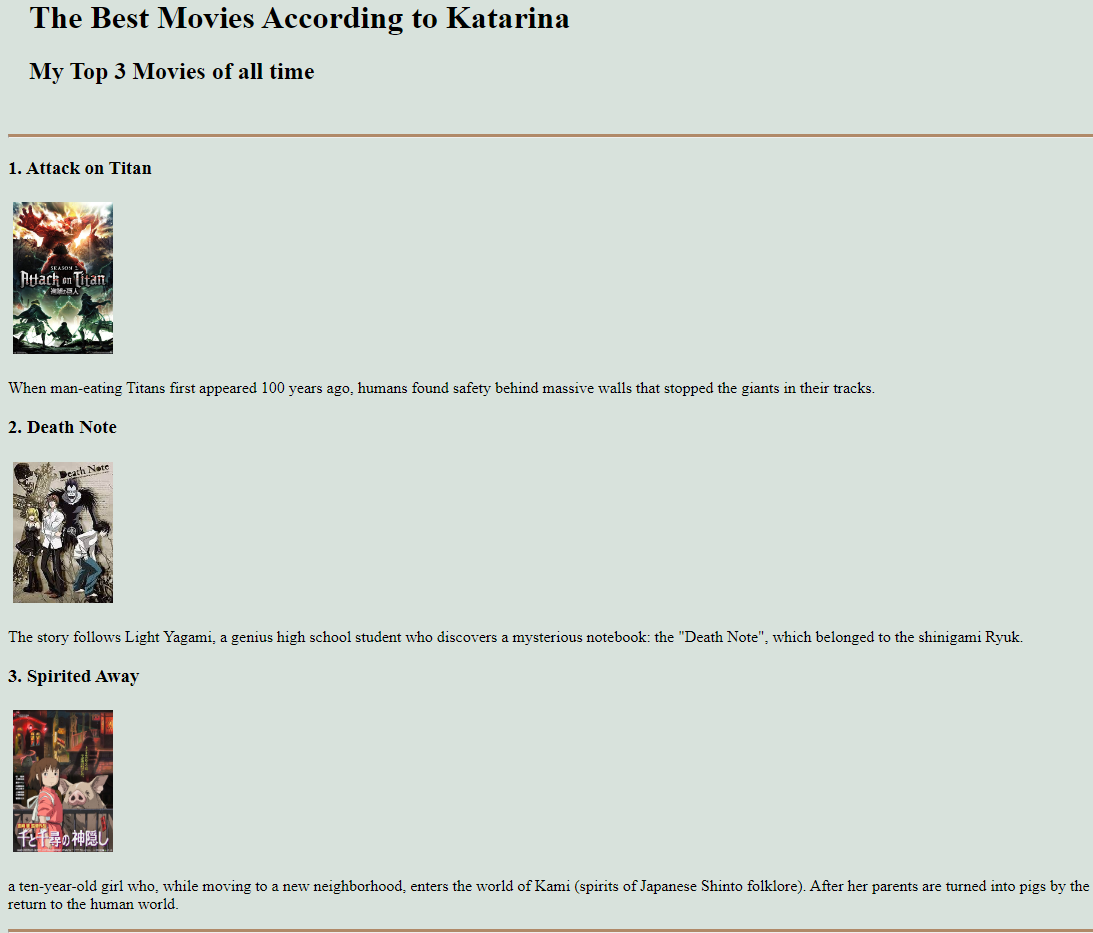 The Best Movies According to Katarina
My Top 3 Movies of all time
1. Attack on Titan
SEASON 2
Attack on Titan
進撃の巨人
When man-eating Titans first appeared 100 years ago, humans found safety behind massive walls that stopped the giants in their tracks.
2. Death Note
Death Note
The story follows Light Yagami, a genius high school student who discovers a mysterious notebook: the "Death Note", which belonged to the shinigami Ryuk.
3. Spirited Away
千と千尋の神隠し
a ten-year-old girl who, while moving to a new neighborhood, enters the world of Kami (spirits of Japanese Shinto folklore). After her parents are turned into pigs by the
return to the human world.